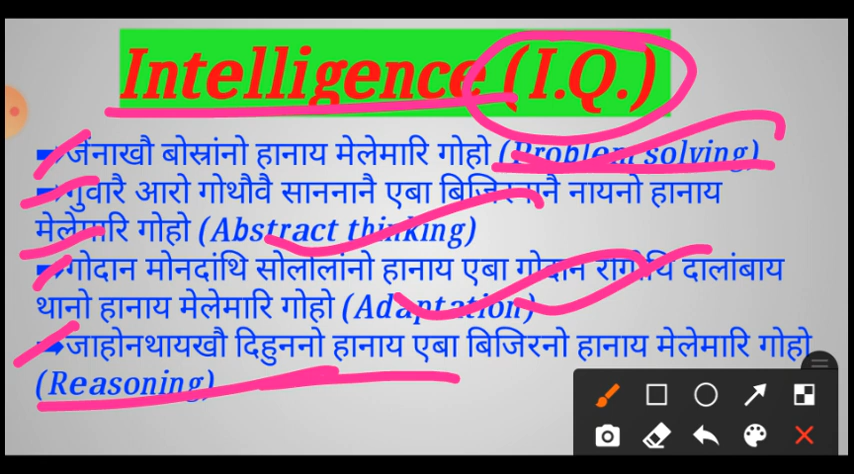 Intelligence (I.Q.)
➡जेंनाखौ बोस्रांनो हानाय मेलेमारि गोहो (Problem solving)
➡गुवारै आरो गोथौवै साननानै एबा बिजिरनानै नायनो हानाय
मेलेमारि गोहो (Abstract thinking)
➡गोदान मोनदांथि सोलोंलांनो हानाय एबा गोदान रोंगौथि दालांबाय
थानो हानाय मेलेमारि गोहो (Adaptation)
➡जाहोनथायखौ दिहुननो हानाय एबा बिजिरनो हानाय मेलेमारि गोहो
(Reasoning)